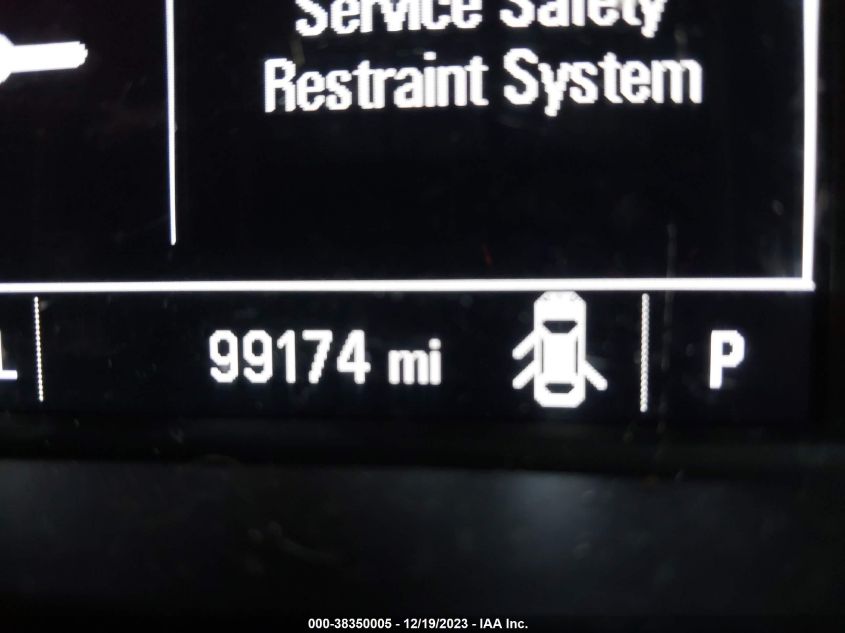 Service Safety
Restraint System
99174 mi
P
000-38350005 - 12/19/2023 - IAA Inc.